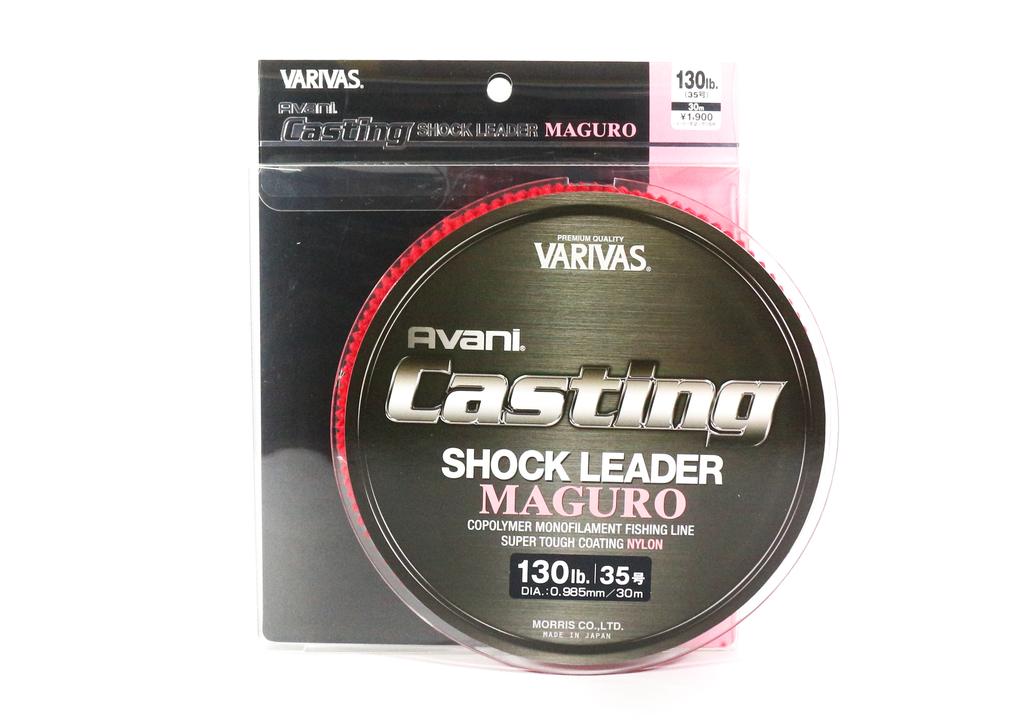 VARIVAS®
Avani
Casting SHOCK LEADER MAGURO
130lb.
(35号)
30m
¥1,900
PREMIUM QUALITY
VARIVAS®
Avani®
Casting
SHOCK LEADER
MAGURO
COPOLYMER MONOFILAMENT FISHING LINE
SUPER TOUGH COATING NYLON
130lb. 35号
DIA.:0.985mm/30m
MORRIS CO.,LTD.
MADE IN JAPAN